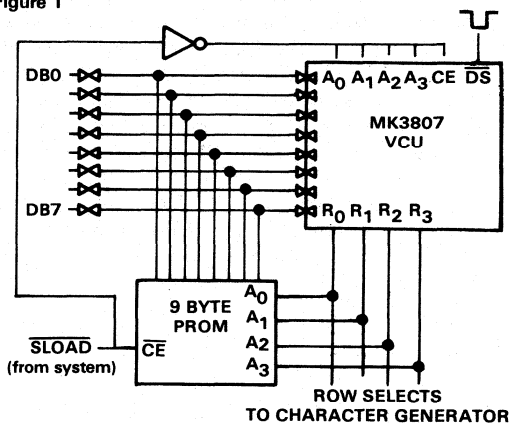 Figure 1
DB0
A0 A1 A2 A3 CE DS
MK3807
VCU
DB7
R0 R1 R2 R3
9 BYTE
PROM
A0
A1
A2
A3
SLOAD
CE
(from system)
ROW SELECTS
TO CHARACTER GENERATOR